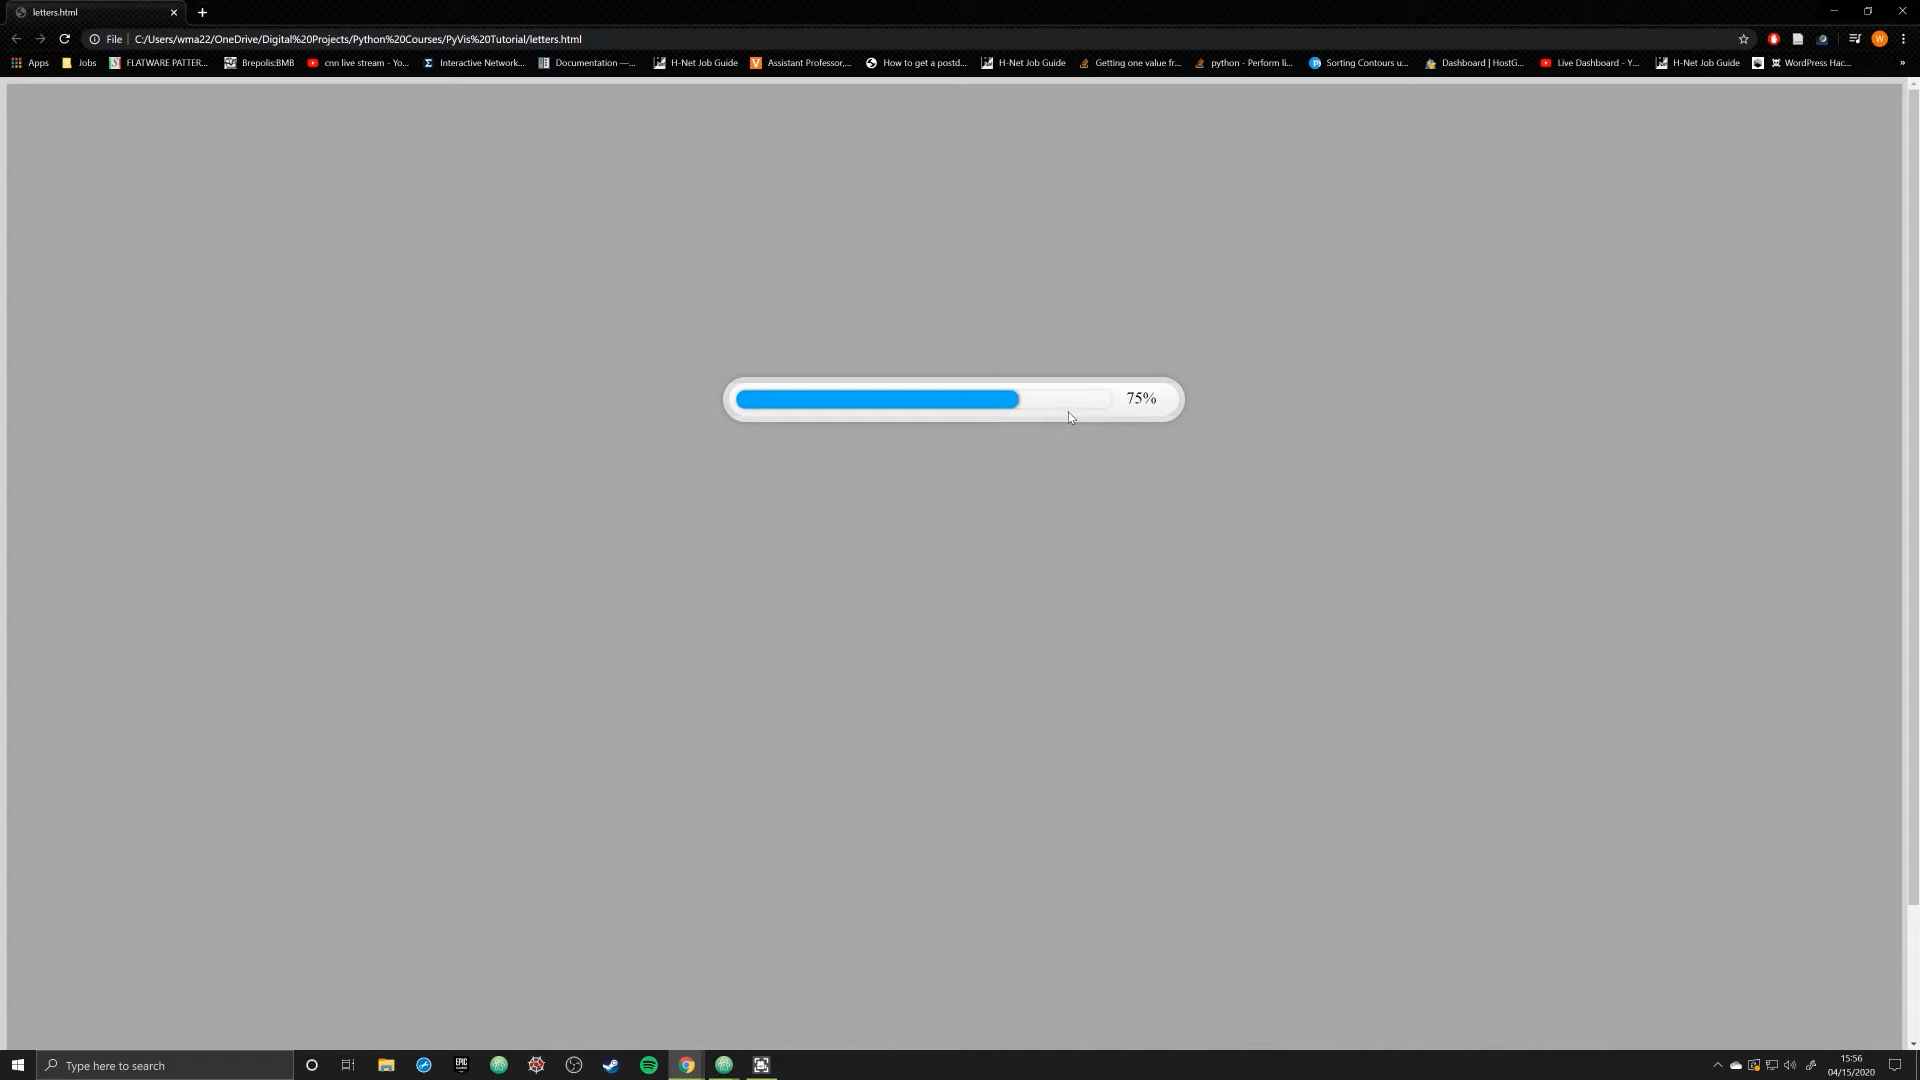 letters.html
File C:/Users/wma22/OneDrive/Digital%20Projects/Python%20Courses/PyVis%20Tutorial/letters.html W
Apps Jobs FLATWARE PATTER... Brepolis:BMB cnn live stream - Yo... Interactive Network... Documentation —... H-Net Job Guide Assistant Professor,... How to get a postd... H-Net Job Guide Getting one value fr... python - Perform li... Sorting Contours u... Dashboard | HostG... Live Dashboard - Y... H-Net Job Guide WordPress Hac... »
75%
Type here to search EPIC 15:56
04/15/2020